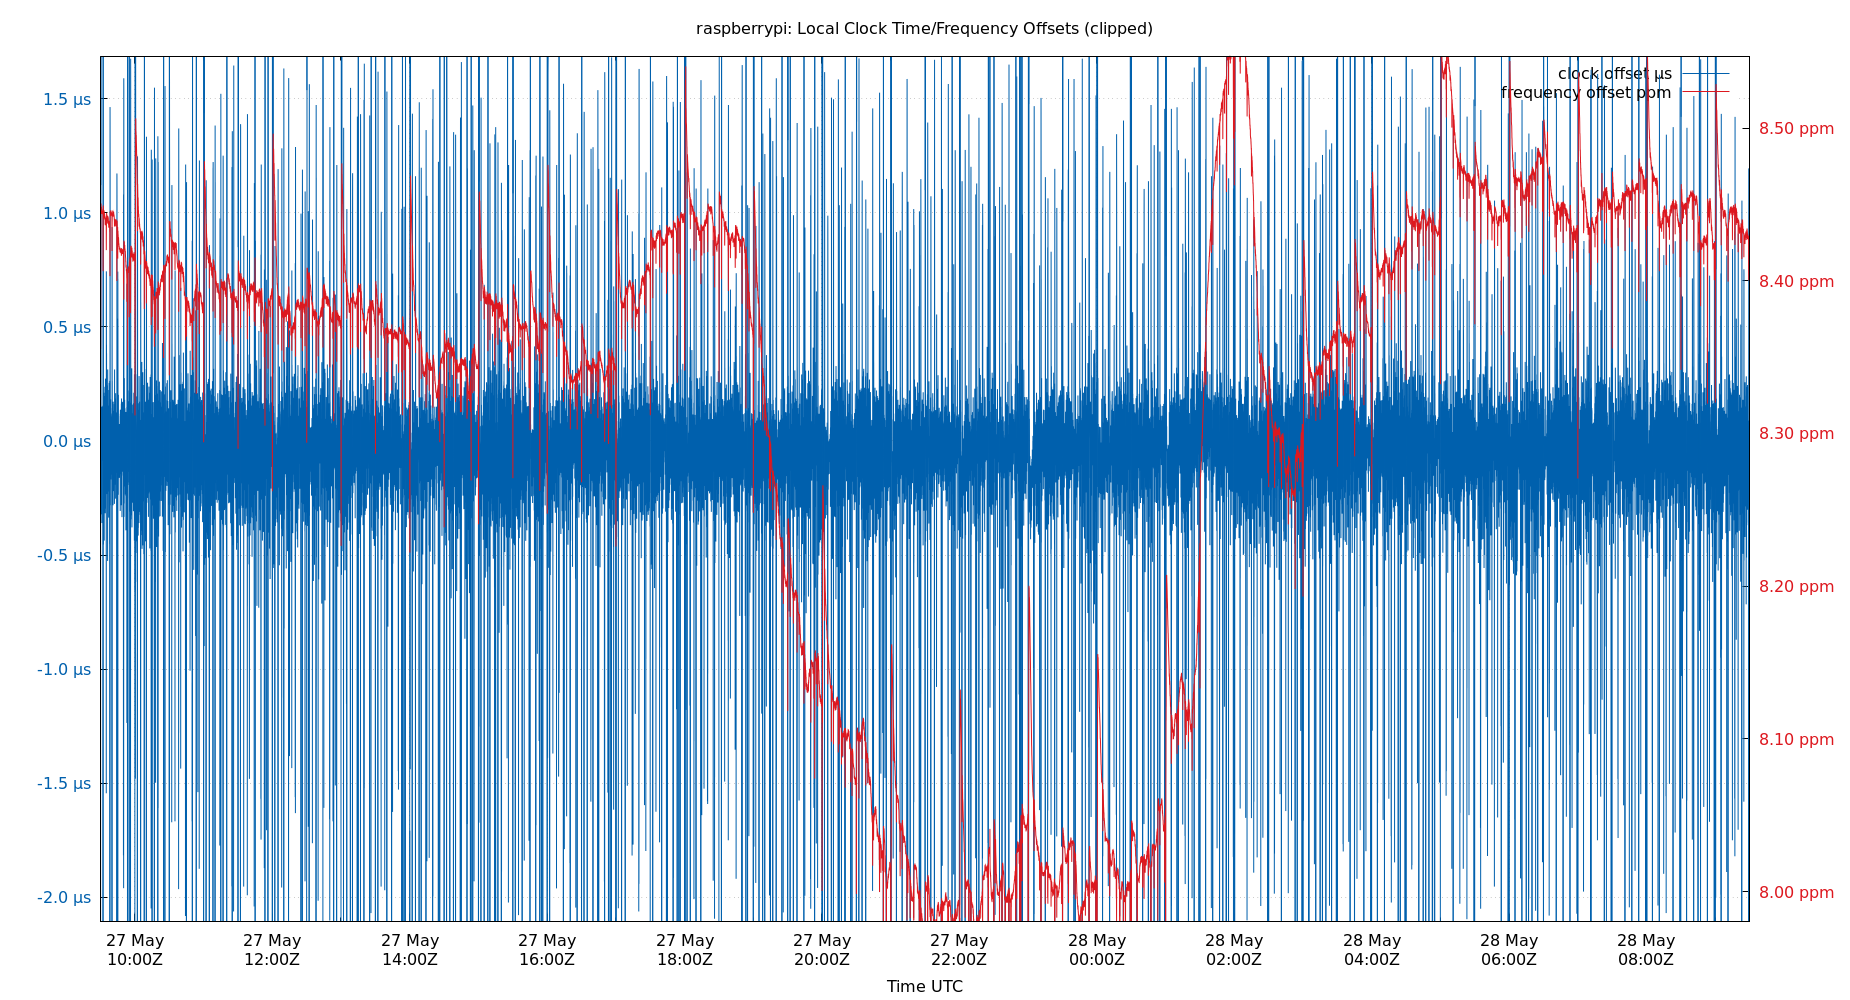 raspberrypi: Local Clock Time/Frequency Offsets (clipped)
clock offset µs
frequency offset ppm
1.5 µs
1.0 µs
0.5 µs
0.0 µs
-0.5 µs
-1.0 µs
-1.5 µs
-2.0 µs
8.50 ppm
8.40 ppm
8.30 ppm
8.20 ppm
8.10 ppm
8.00 ppm
27 May 27 May 27 May 27 May 27 May 27 May 27 May 28 May 28 May 28 May 28 May 28 May
10:00Z 12:00Z 14:00Z 16:00Z 18:00Z 20:00Z 22:00Z 00:00Z 02:00Z 04:00Z 06:00Z 08:00Z
Time UTC